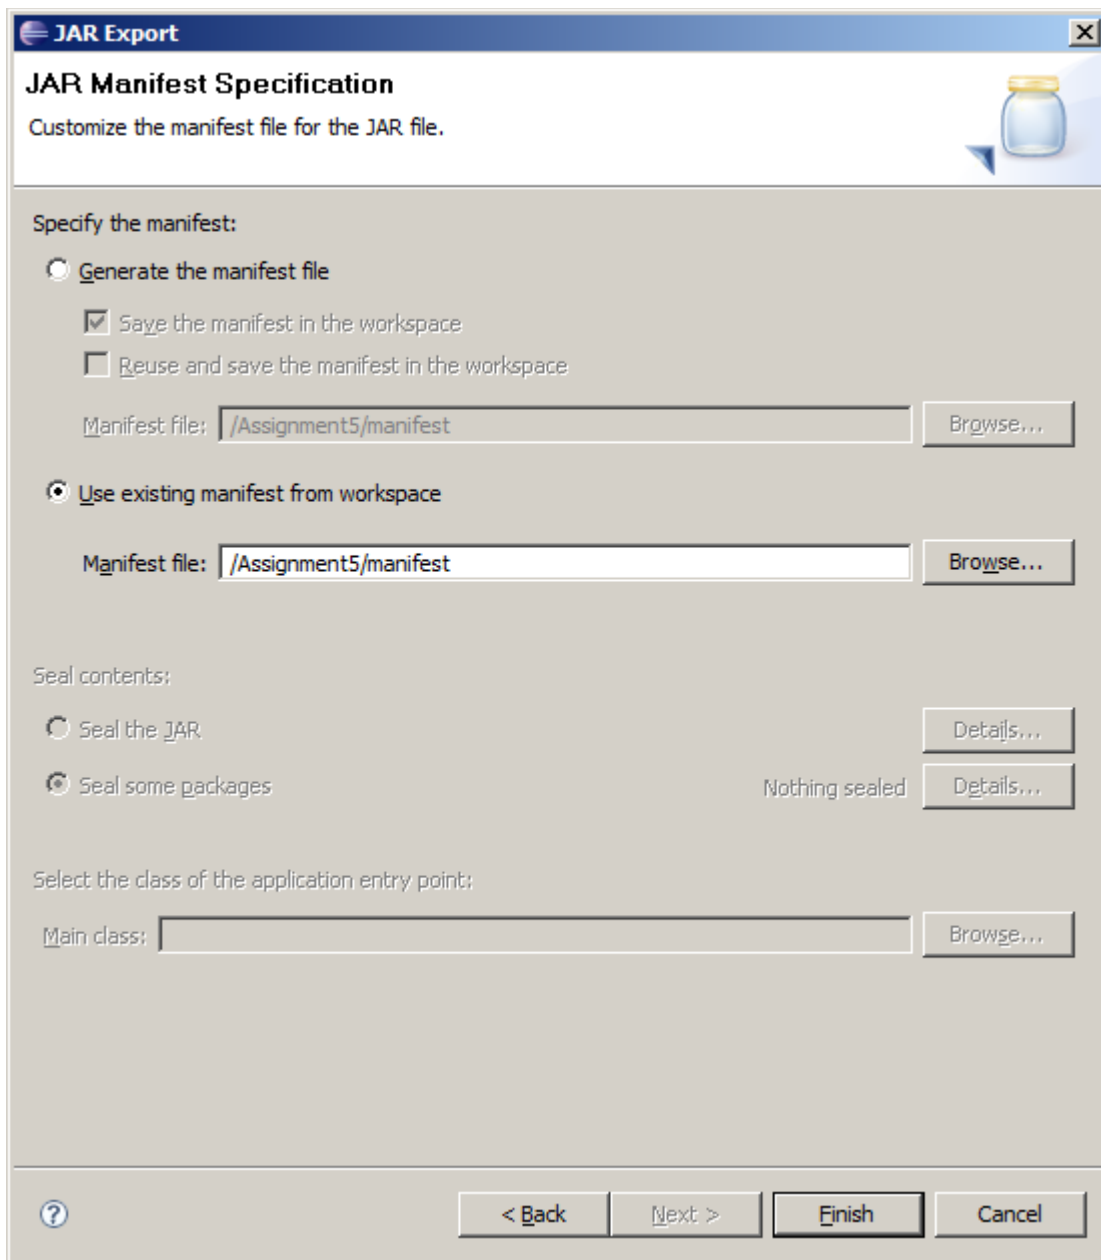 JAR Export
JAR Manifest Specification
Customize the manifest file for the JAR file.
Specify the manifest:
Generate the manifest file
Save the manifest in the workspace
Reuse and save the manifest in the workspace
Manifest file: /Assignment5/manifest Browse...
Use existing manifest from workspace
Manifest file: /Assignment5/manifest Browse...
Seal contents:
Seal the JAR Details...
Seal some packages Nothing sealed Details...
Select the class of the application entry point:
Main class: Browse...
? < Back Next > Finish Cancel